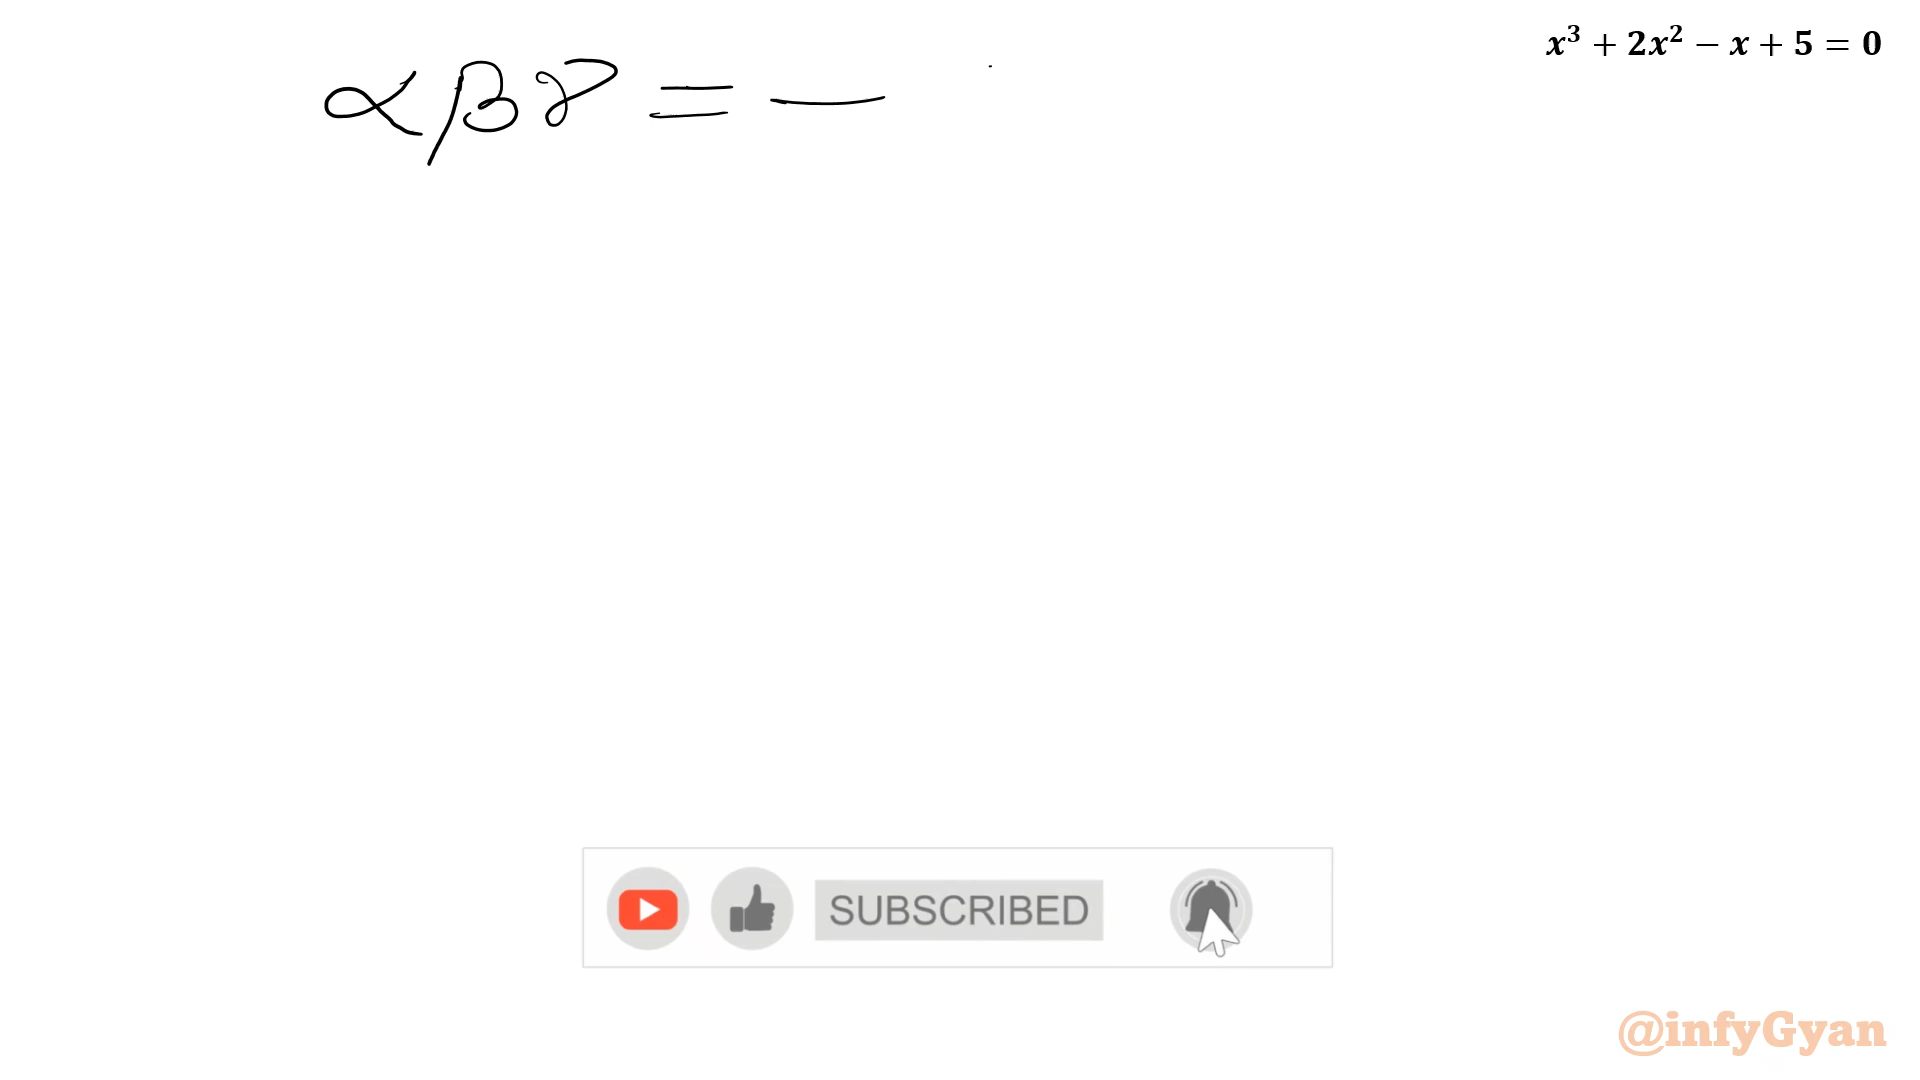 x³ + 2x² − x + 5 = 0
αβγ = −
SUBSCRIBED
@infyGyan